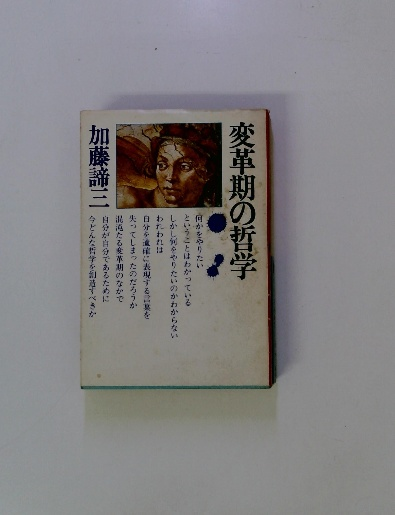 変革期の哲学
何かをやりたい
ということはわかっている
しかし何をやりたいのかわからない
われわれは
自分を適確に表現する言葉を
失ってしまったのだろうか
混沌たる変革期のなかで
自分が自分であるために
今どんな哲学を創造すべきか
加藤諦三